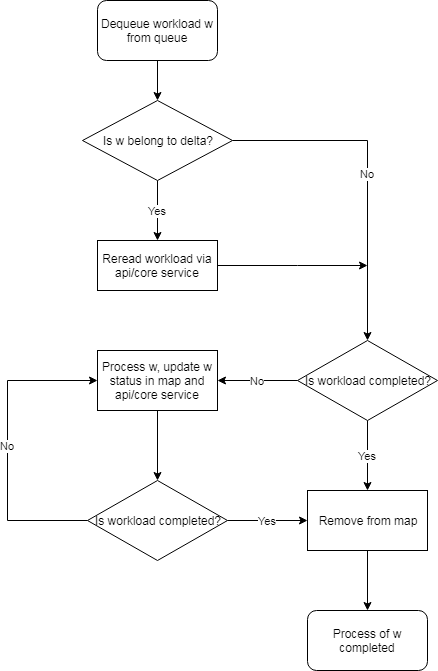 Dequeue workload w
from queue
Is w belong to delta?
No
Yes
Reread workload via
api/core service
Process w, update w
status in map and
api/core service
No
Is workload completed?
No
Yes
Is workload completed?
Yes
Remove from map
Process of w
completed